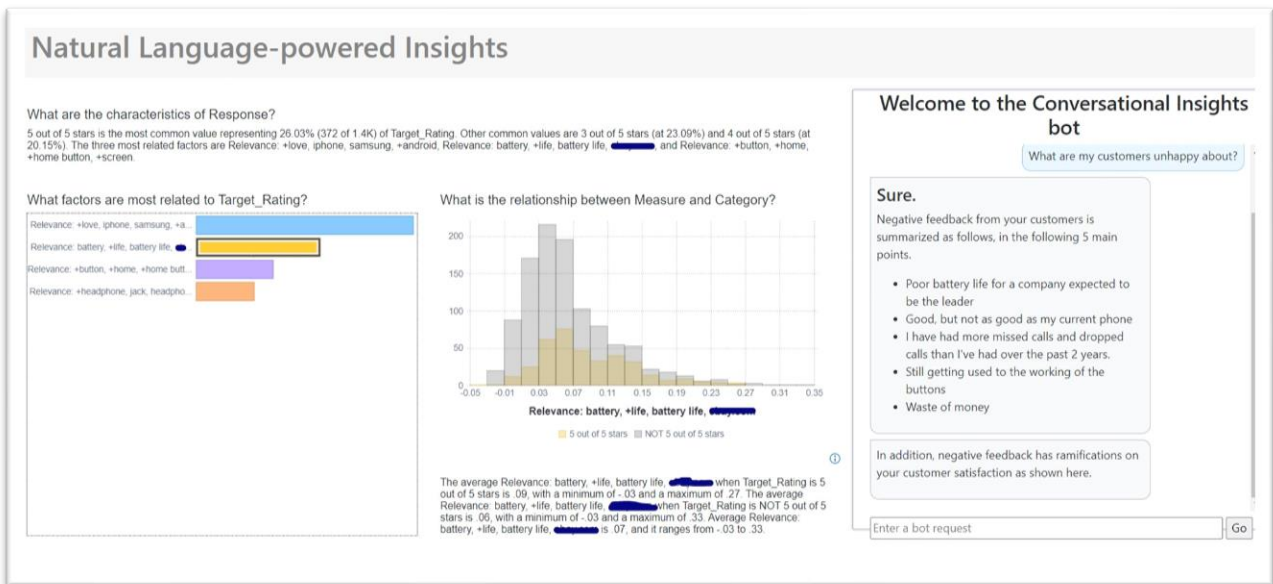 Natural Language-powered Insights
What are the characteristics of Response?
5 out of 5 stars is the most common value representing 26.03% (372 of 1.4K) of Target_Rating. Other common values are 3 out of 5 stars (at 23.09%) and 4 out of 5 stars (at
20.15%). The three most related factors are Relevance: +love, iphone, samsung, +android, Relevance: battery, +life, battery life, and Relevance: +button, +home,
+home button, +screen.
What factors are most related to Target_Rating?
Relevance: +love, iphone, samsung, +a...
Relevance: battery, +life, battery life,
Relevance: +button, +home, +home butt...
Relevance: +headphone, jack, headpho...
What is the relationship between Measure and Category?
200
150
100
50
0
-0.05 -0.01 0.03 0.07 0.11 0.15 0.19 0.23 0.27 0.31 0.35
Relevance: battery, +life, battery life,
5 out of 5 stars NOT 5 out of 5 stars
The average Relevance: battery, +life, battery life, when Target_Rating is 5
out of 5 stars is .09, with a minimum of -.03 and a maximum of .27. The average
Relevance: battery, +life, battery life, when Target_Rating is NOT 5 out of 5
stars is .06, with a minimum of -.03 and a maximum of .33. Average Relevance:
battery, +life, battery life, is .07, and it ranges from -.03 to .33.
Welcome to the Conversational Insights
bot
What are my customers unhappy about?
Sure.
Negative feedback from your customers is
summarized as follows, in the following 5 main
points.
• Poor battery life for a company expected to
be the leader
• Good, but not as good as my current phone
• I have had more missed calls and dropped
calls than I've had over the past 2 years.
• Still getting used to the working of the
buttons
• Waste of money
In addition, negative feedback has ramifications on
your customer satisfaction as shown here.
Enter a bot request
Go